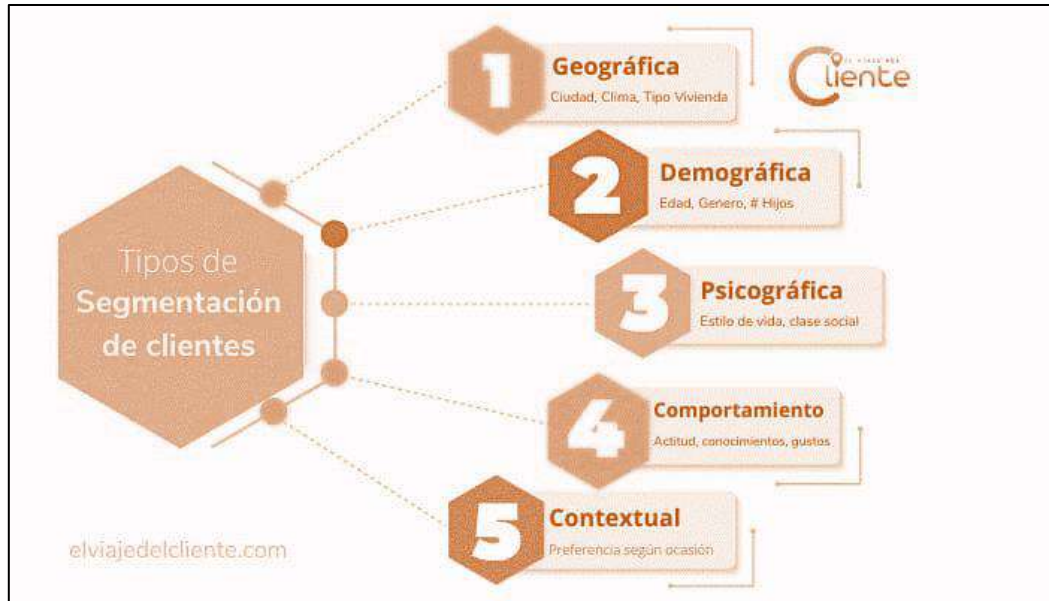 1
Geográfica
Ciudad, Clima, Tipo Vivienda
Cliente
2
Demográfica
Edad, Genero, # Hijos
Tipos de
Segmentación
de clientes
3
Psicográfica
Estilo de vida, clase social
4
Comportamiento
Actitud, conocimientos, gustos
5
Contextual
Preferencia según ocasión
elviajedelcliente.com